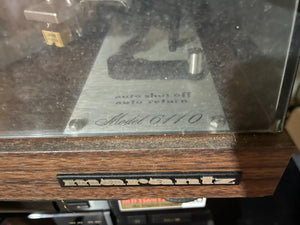 auto shut off
auto return
Model 6110
marantz